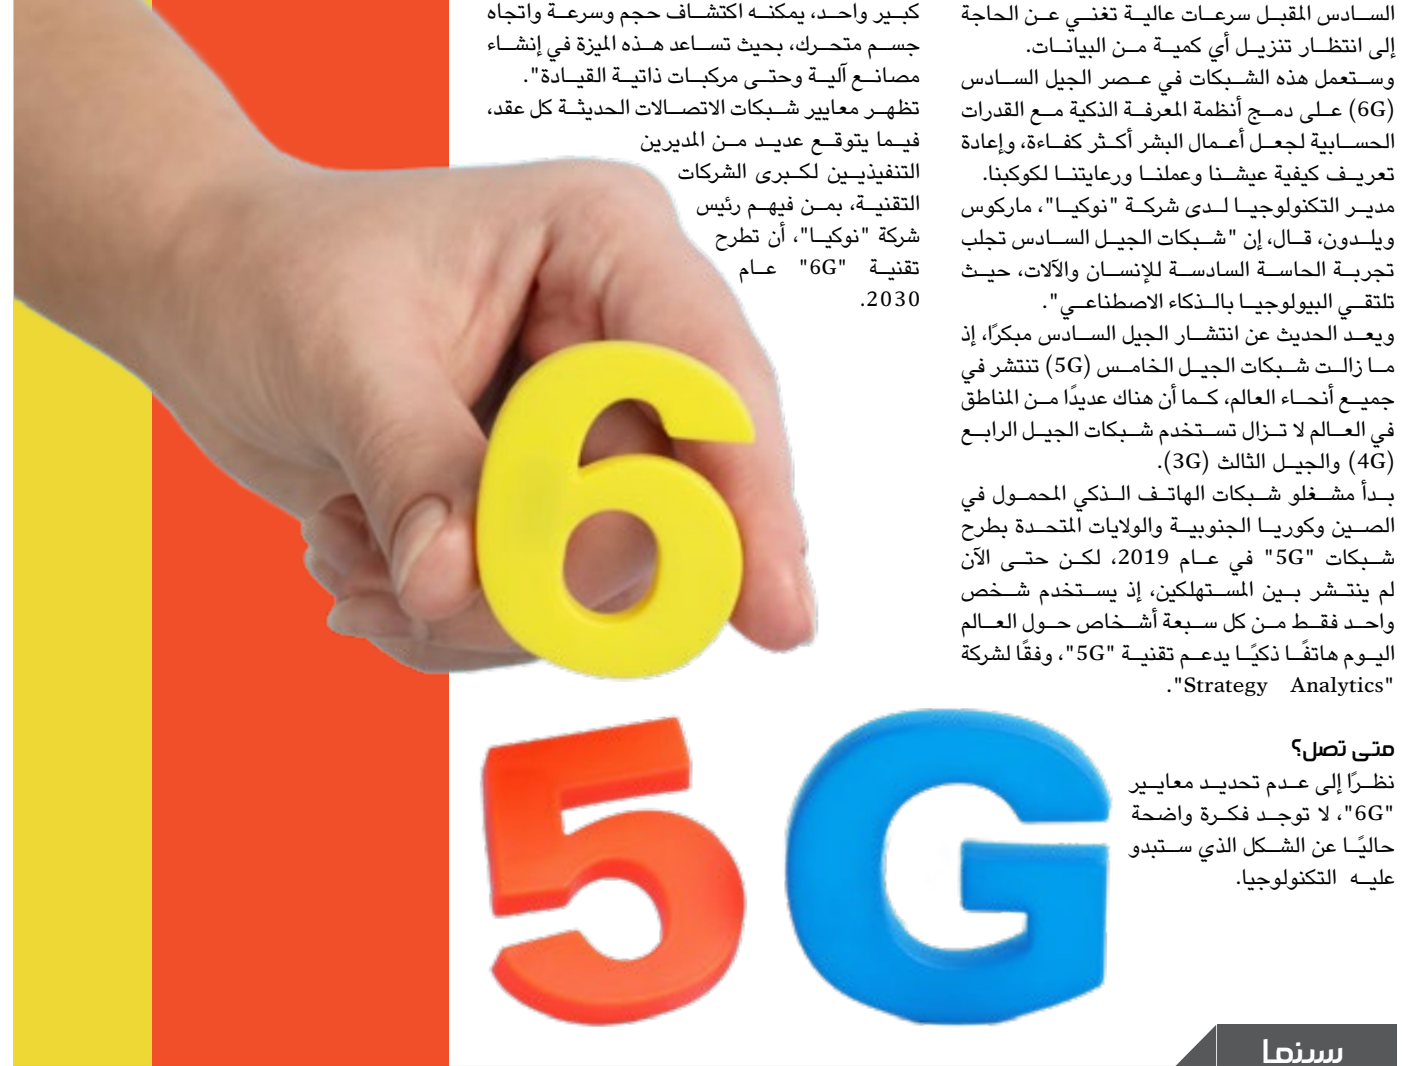 السادس المقبل سرعات عالية تغني عن الحاجة
إلى انتظار تنزيل أي كمية من البيانات.
وستعمل هذه الشبكات في عصر الجيل السادس
(6G) على دمج أنظمة المعرفة الذكية مع القدرات
الحسابية لجعل أعمال البشر أكثر كفاءة، وإعادة
تعريف كيفية عيشنا وعملنا ورعايتنا لكوكبنا.
مدير التكنولوجيا لدى شركة "نوكيا"، ماركوس
ويلدون، قال، إن "شبكات الجيل السادس تجلب
تجربة الحاسة السادسة للإنسان والآلات، حيث
تلتقي البيولوجيا بالذكاء الاصطناعي".
ويعد الحديث عن انتشار الجيل السادس مبكرًا، إذ
ما زالت شبكات الجيل الخامس (5G) تنتشر في
جميع أنحاء العالم، كما أن هناك عديدًا من المناطق
في العالم لا تزال تستخدم شبكات الجيل الرابع
(4G) والجيل الثالث (3G).
بدأ مشغلو شبكات الهاتف الذكي المحمول في
الصين وكوريا الجنوبية والولايات المتحدة بطرح
شبكات "5G" في عام 2019، لكن حتى الآن
لم ينتشر بين المستهلكين، إذ يستخدم شخص
واحد فقط من كل سبعة أشخاص حول العالم
اليوم هاتفًا ذكيًا يدعم تقنية "5G"، وفقًا لشركة
"Strategy Analytics".
متى تصل؟
نظرًا إلى عدم تحديد معايير
"6G"، لا توجد فكرة واضحة
حاليًا عن الشكل الذي ستبدو
عليه التكنولوجيا.
كبير واحد، يمكنه اكتشاف حجم وسرعة واتجاه
جسم متحرك، بحيث تساعد هذه الميزة في إنشاء
مصانع آلية وحتى مركبات ذاتية القيادة".
تظهر معايير شبكات الاتصالات الحديثة كل عقد،
فيما يتوقع عديد من المديرين
التنفيذيين لكبرى الشركات
التقنية، بمن فيهم رئيس
شركة "نوكيا"، أن تطرح
تقنية "6G" عام
2030.
6
5G
سينما